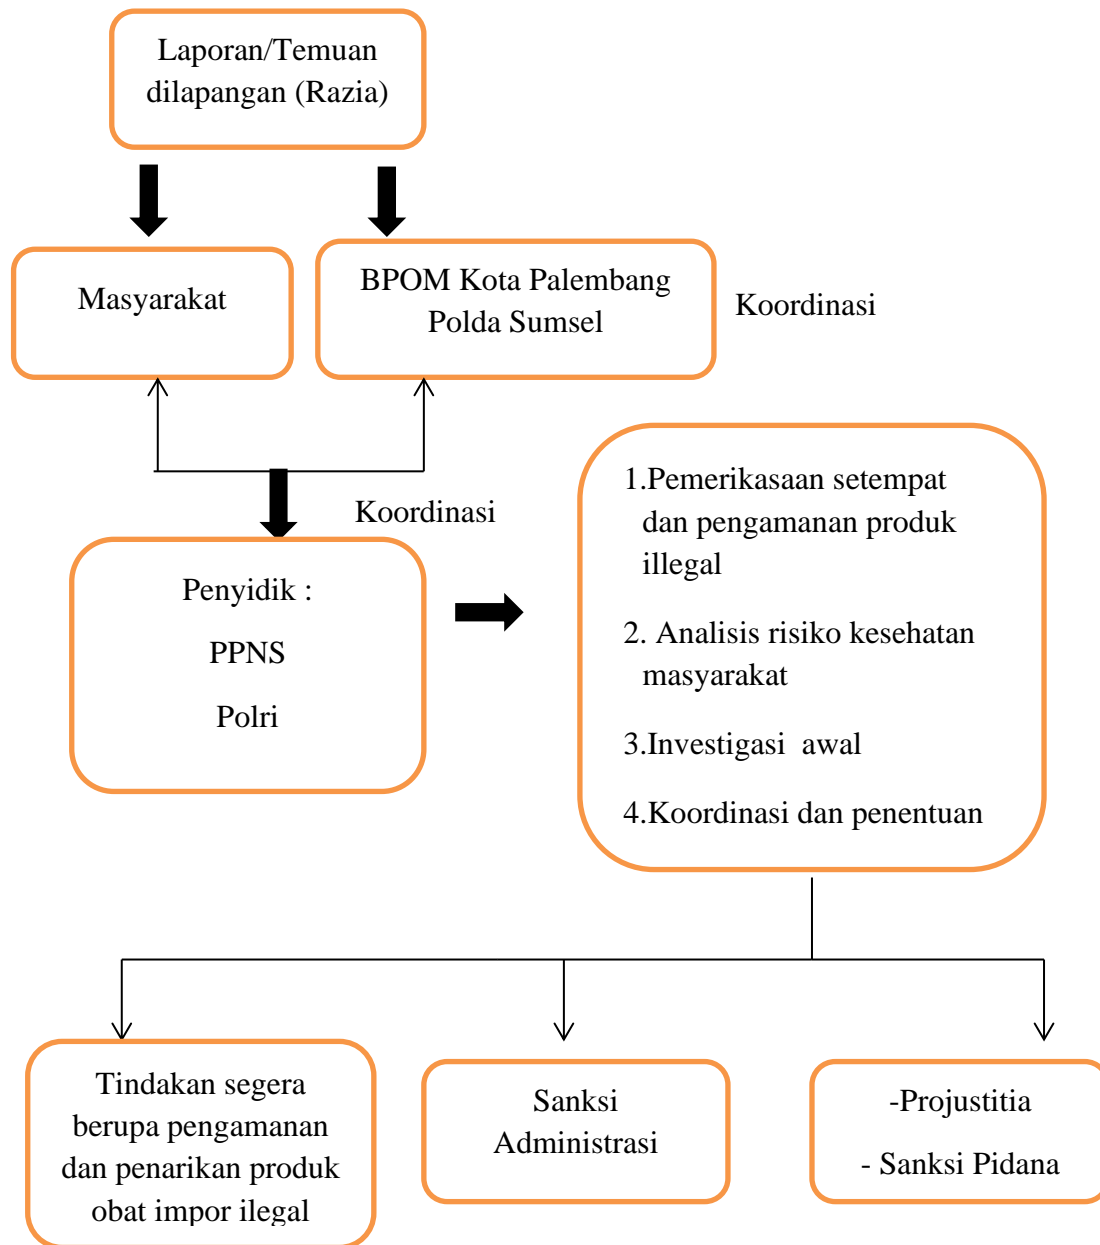 Laporan/Temuan
dilapangan (Razia)
Masyarakat
BPOM Kota Palembang
Polda Sumsel
Koordinasi
Koordinasi
Penyidik :
PPNS
Polri
1.Pemerikasaan setempat
dan pengamanan produk
illegal
2. Analisis risiko kesehatan
masyarakat
3.Investigasi awal
4.Koordinasi dan penentuan
Tindakan segera
berupa pengamanan
dan penarikan produk
obat impor ilegal
Sanksi
Administrasi
-Projustitia
- Sanksi Pidana